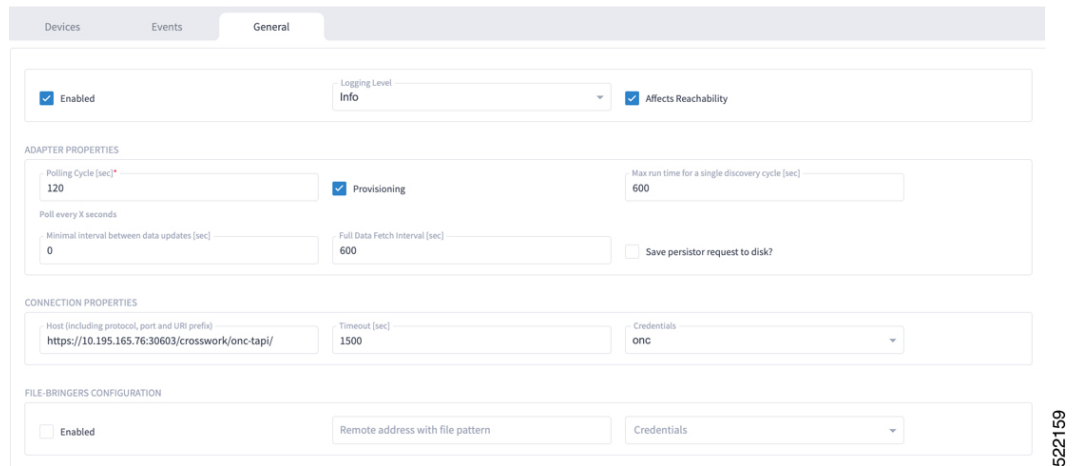 Devices Events General
Logging Level
Enabled Info Affects Reachability
ADAPTER PROPERTIES
Polling Cycle [sec]* Max run time for a single discovery cycle [sec]
120 Provisioning 600
Poll every X seconds
Minimal interval between data updates [sec] Full Data Fetch Interval [sec]
0 600 Save persistor request to disk?
CONNECTION PROPERTIES
Host (including protocol, port and URI prefix) Timeout [sec] Credentials
https://10.195.165.76:30603/crosswork/onc-tapi/ 1500 onc
FILE-BRINGERS CONFIGURATION
Enabled Remote address with file pattern Credentials
522159